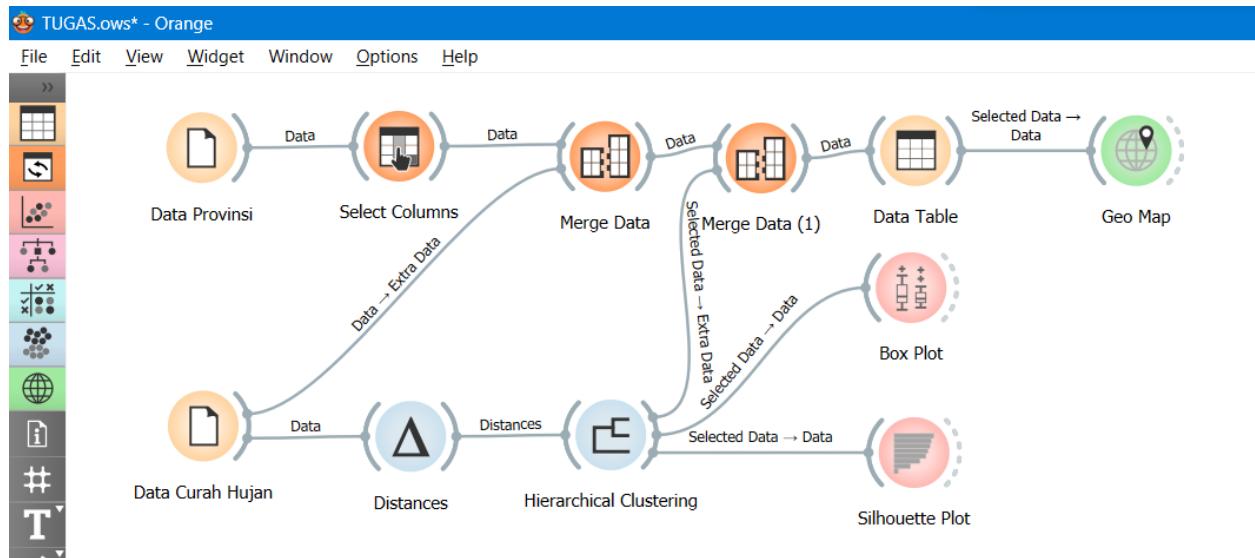 TUGAS.ows* - Orange
File Edit View Widget Window Options Help
Data
Data
Data
Data
Selected Data →
Data
Data Provinsi
Select Columns
Merge Data
Merge Data (1)
Data Table
Geo Map
Data → Extra Data
Selected Data → Extra Data
Selected Data → Data
Box Plot
Data
Distances
Selected Data → Data
Data Curah Hujan
Distances
Hierarchical Clustering
Silhouette Plot
T